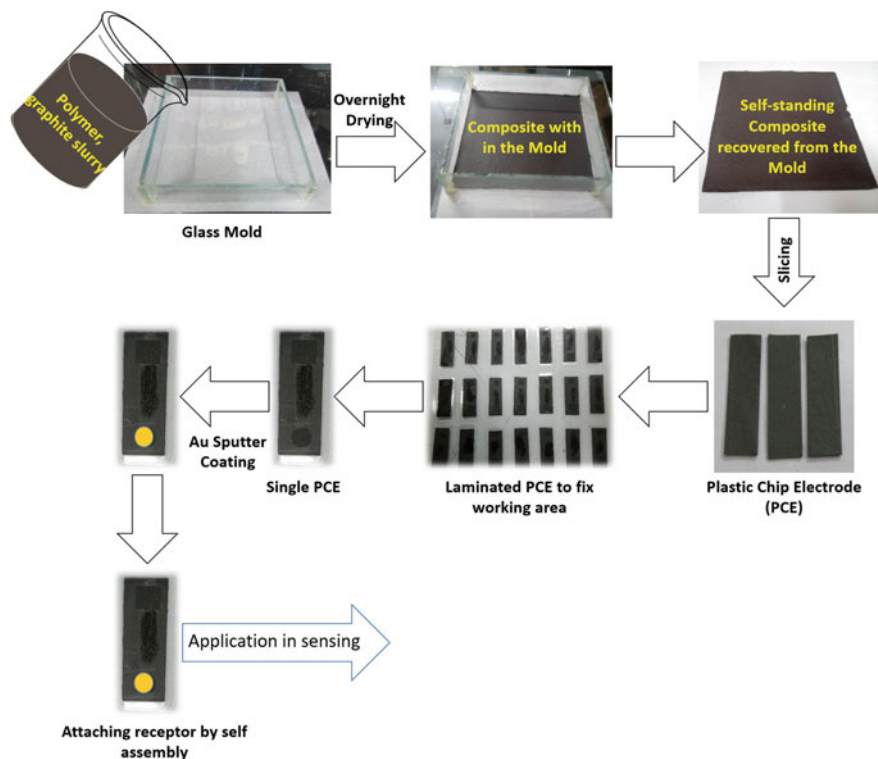 Polymer,
graphite slurry
Glass Mold
Overnight
Drying
Composite with
in the Mold
Self-standing
Composite
recovered from the
Mold
Slicing
Plastic Chip Electrode
(PCE)
Laminated PCE to fix
working area
Single PCE
Au Sputter
Coating
Attaching receptor by self
assembly
Application in sensing